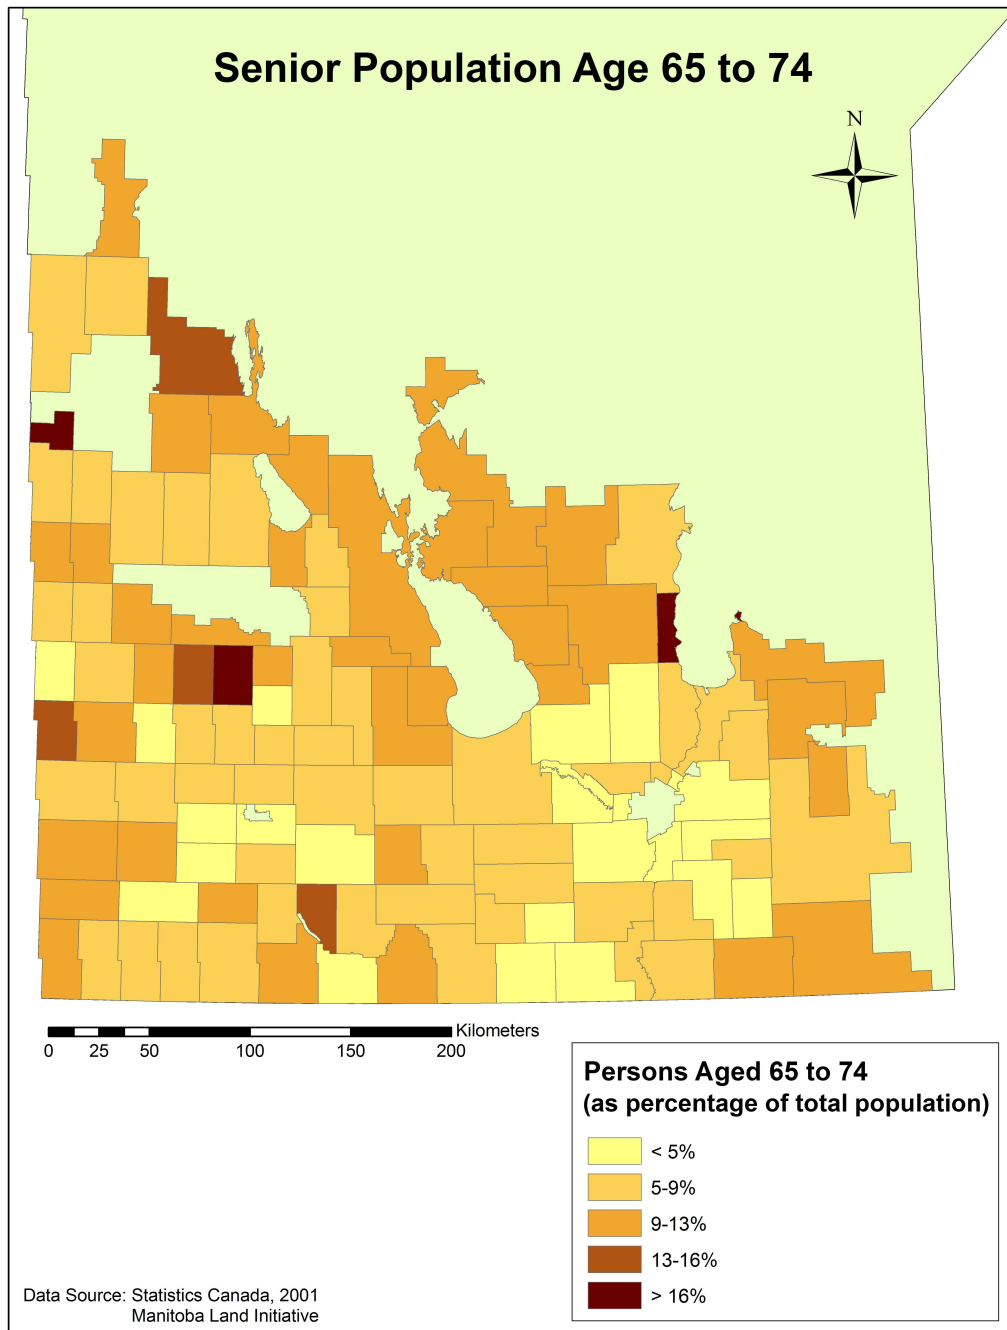 Senior Population Age 65 to 74
N
Kilometers
0 25 50 100 150 200
Persons Aged 65 to 74
(as percentage of total population)
< 5%
5-9%
9-13%
13-16%
> 16%
Data Source: Statistics Canada, 2001
Manitoba Land Initiative